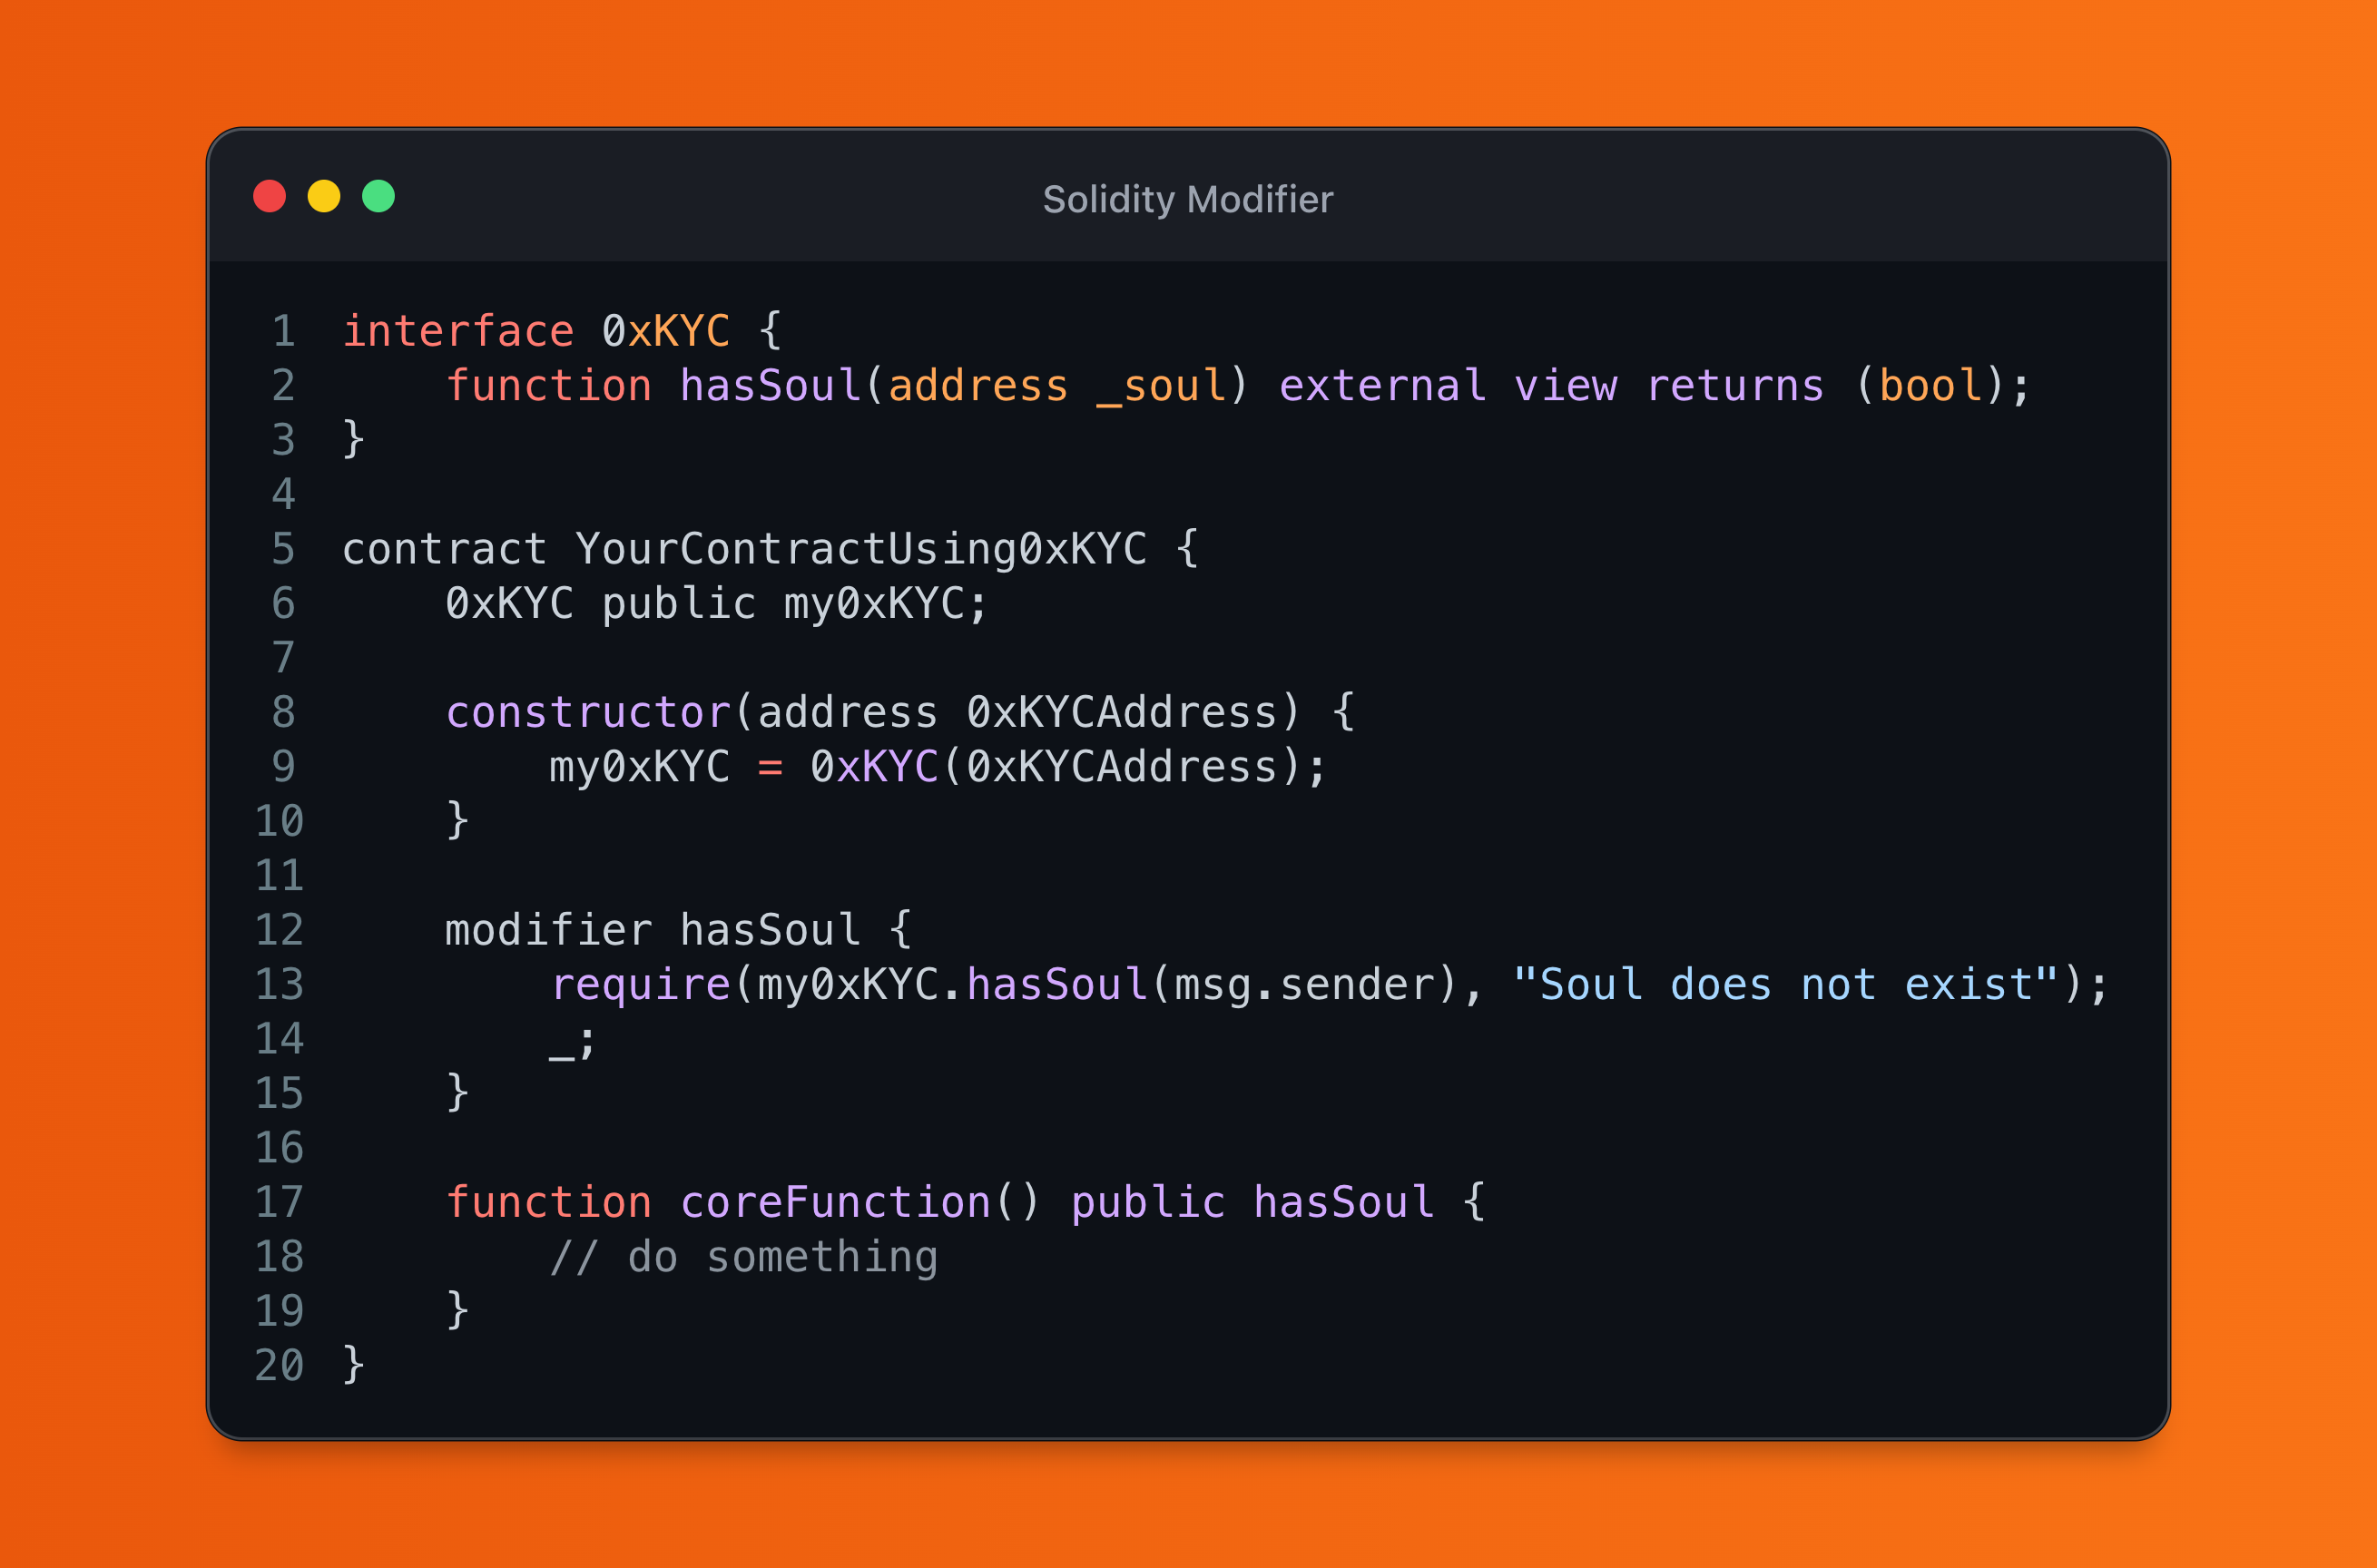 Solidity Modifier
1 interface 0xKYC {
2     function hasSoul(address _soul) external view returns (bool);
3 }
4
5 contract YourContractUsing0xKYC {
6     0xKYC public my0xKYC;
7
8     constructor(address 0xKYCAddress) {
9         my0xKYC = 0xKYC(0xKYCAddress);
10     }
11
12     modifier hasSoul {
13         require(my0xKYC.hasSoul(msg.sender), "Soul does not exist");
14         _;
15     }
16
17     function coreFunction() public hasSoul {
18         // do something
19     }
20 }